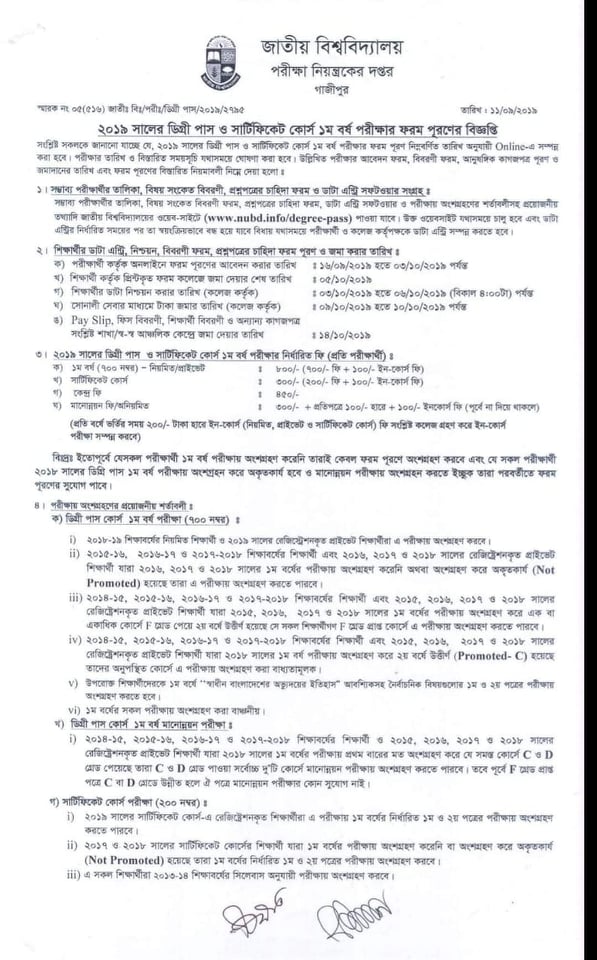 জাতীয় বিশ্ববিদ্যালয়
পরীক্ষা নিয়ন্ত্রকের দপ্তর
গাজীপুর
স্মারক নং ০৫(৫১৬) জাতীঃ বিঃ/পরীঃ/ডিগ্রী পাস/২০১৯/২৭৯৫ তারিখ : ১১/০৯/২০১৯
২০১৯ সালের ডিগ্রী পাস ও সার্টিফিকেট কোর্স ১ম বর্ষ পরীক্ষার ফরম পূরণের বিজ্ঞপ্তি
সংশ্লিষ্ট সকলকে জানানো যাচ্ছে যে, ২০১৯ সালের ডিগ্রী পাস ও সার্টিফিকেট কোর্স ১ম বর্ষ পরীক্ষার ফরম পূরণ নিম্নবর্ণিত তারিখ অনুযায়ী Online-এ সম্পন্ন
করা হবে। পরীক্ষার তারিখ ও বিস্তারিত সময়সূচি যথাসময়ে ঘোষণা করা হবে। উল্লিখিত পরীক্ষার আবেদন ফরম, বিবরণী ফরম, আনুষঙ্গিক কাগজপত্র পূরণ ও
জমাদানের তারিখ এবং ফরম পূরণের বিস্তারিত নিয়মাবলী নিম্নে দেয়া হলো ঃ
১। সম্ভাব্য পরীক্ষার্থীর তালিকা, বিষয় সংকেত বিবরণী, প্রশ্নপত্রের চাহিদা ফরম ও ডাটা এন্ট্রি সফটওয়ার সংগ্রহ ঃ
সম্ভাব্য পরীক্ষার্থীর তালিকা, বিবরণী ফরম, প্রশ্নপত্রের চাহিদা ফরম, ডাটা এন্ট্রি সফটওয়ার ও পরীক্ষায় অংশগ্রহণের শর্তাবলীসহ প্রয়োজনীয়
তথ্যাদি জাতীয় বিশ্ববিদ্যালয়ের ওয়েব-সাইটে (www.nubd.info/degree-pass) পাওয়া যাবে। উক্ত ওয়েবসাইট যথাসময়ে চালু হবে এবং ডাটা
এন্ট্রির নির্ধারিত সময়ের পর তা স্বয়ংক্রিয়ভাবে বন্ধ হয়ে যাবে বিধায় যথাসময়ে পরীক্ষার্থী ও কলেজ কর্তৃপক্ষকে ডাটা এন্ট্রি সম্পন্ন করতে হবে।
২। শিক্ষার্থীর ডাটা এন্ট্রি, নিশ্চয়ন, বিবরণী ফরম, প্রশ্নপত্রের চাহিদা ফরম পূরণ ও জমা করার তারিখ ঃ
ক) পরীক্ষার্থী কর্তৃক অনলাইনে ফরম পূরণের আবেদন করার তারিখ ঃ ১৬/০৯/২০১৯ হতে ০৩/১০/২০১৯ পর্যন্ত
খ) শিক্ষার্থী কর্তৃক প্রিন্টকৃত ফরম কলেজে জমা দেয়ার শেষ তারিখ ঃ ০৫/১০/২০১৯
গ) শিক্ষার্থীর ডাটা নিশ্চয়ন করার তারিখ (কলেজ কর্তৃক) ঃ ০৩/১০/২০১৯ হতে ০৬/১০/২০১৯ (বিকাল ৪:০০টা) পর্যন্ত
ঘ) সোনালী সেবার মাধ্যমে টাকা জমার তারিখ (কলেজ কর্তৃক) ঃ ০৯/১০/২০১৯ হতে ১০/১০/২০১৯ পর্যন্ত
ঙ) Pay Slip, ফিস বিবরণী, শিক্ষার্থী বিবরণী ও অন্যান্য কাগজপত্র
সংশ্লিষ্ট শাখা/স্ব-স্ব আঞ্চলিক কেন্দ্রে জমা দেয়ার তারিখ ঃ ১৪/১০/২০১৯
৩। ২০১৯ সালের ডিগ্রী পাস ও সার্টিফিকেট কোর্স ১ম বর্ষ পরীক্ষার নির্ধারিত ফি (প্রতি পরীক্ষার্থী) ঃ
ক) ১ম বর্ষ (৭০০ নম্বর) – নিয়মিত/প্রাইভেট ঃ ৮০০/- (৭০০/- ফি + ১০০/- ইন-কোর্স ফি)
খ) সার্টিফিকেট কোর্স ঃ ৩০০/- (২০০/- ফি + ১০০/- ইন-কোর্স ফি)
গ) কেন্দ্র ফি ঃ ৪৫০/-
ঘ) মানোন্নয়ন ফি/অনিয়মিত ঃ ৩০০/- + প্রতিপত্রে ১০০/- হারে + ১০০/- ইনকোর্স ফি (পূর্বে না দিয়ে থাকলে)
(প্রতি বর্ষে ভর্তির সময় ২০০/- টাকা হারে ইন-কোর্স (নিয়মিত, প্রাইভেট ও সার্টিফিকেট কোর্স) ফি সংশ্লিষ্ট কলেজ গ্রহণ করে ইন-কোর্স
পরীক্ষা সম্পন্ন করবে)
বিঃদ্রঃ ইতোপূর্বে যেসকল পরীক্ষার্থী ১ম বর্ষ পরীক্ষায় অংশগ্রহণ করেনি তারাই কেবল ফরম পূরণে অংশগ্রহণ করবে এবং যে সকল পরীক্ষার্থী
২০১৮ সালের ডিগ্রি পাস ১ম বর্ষ পরীক্ষায় অংশগ্রহন করে অকৃতকার্য হবে ও মানোন্নয়ন পরীক্ষায় অংশগ্রহন করতে ইচ্ছুক তারা পরবর্তীতে ফরম
পূরণের সুযোগ পাবে।
৪। পরীক্ষায় অংশগ্রহণের প্রয়োজনীয় শর্তাবলী ঃ
ক) ডিগ্রী পাস কোর্স ১ম বর্ষ পরীক্ষা (৭০০ নম্বর) ঃ
i) ২০১৮-১৯ শিক্ষাবর্ষের নিয়মিত শিক্ষার্থী ও ২০১৯ সালের রেজিস্ট্রেশনকৃত প্রাইভেট শিক্ষার্থীরা এ পরীক্ষায় অংশগ্রহণ করবে।
ii) ২০১৫-১৬, ২০১৬-১৭ ও ২০১৭-২০১৮ শিক্ষাবর্ষের শিক্ষার্থী এবং ২০১৬, ২০১৭ ও ২০১৮ সালের রেজিষ্ট্রেশনকৃত প্রাইভেট
শিক্ষার্থী যারা ২০১৬, ২০১৭ ও ২০১৮ সালের ১ম বর্ষের পরীক্ষায় অংশগ্রহণ করেনি অথবা অংশগ্রহণ করে অকৃতকার্য (Not
Promoted) হয়েছে তারা এ পরীক্ষায় অংশগ্রহণ করতে পারবে।
iii) ২০১৪-১৫, ২০১৫-১৬, ২০১৬-১৭ ও ২০১৭-২০১৮ শিক্ষাবর্ষের শিক্ষার্থী এবং ২০১৫, ২০১৬, ২০১৭ ও ২০১৮ সালের
রেজিষ্ট্রেশনকৃত প্রাইভেট শিক্ষার্থী যারা ২০১৫, ২০১৬, ২০১৭ ও ২০১৮ সালের ১ম বর্ষ পরীক্ষায় অংশগ্রহণ করে এক বা
একাধিক কোর্সে F গ্রেড পেয়ে ২য় বর্ষে উত্তীর্ণ হয়েছে সে সকল শিক্ষার্থীগণ F গ্রেড প্রাপ্ত কোর্সে এ পরীক্ষায় অংশগ্রহণ করতে পারবে।
iv) ২০১৪-১৫, ২০১৫-১৬, ২০১৬-১৭ ও ২০১৭-২০১৮ শিক্ষাবর্ষের শিক্ষার্থী এবং ২০১৫, ২০১৬, ২০১৭ ও ২০১৮ সালের
রেজিষ্ট্রেশনকৃত প্রাইভেট শিক্ষার্থী যারা ২০১৮ সালের ১ম বর্ষ পরীক্ষায় অংশগ্রহণ করে ২য় বর্ষে উত্তীর্ণ (Promoted- C) হয়েছে
তাদের অনুপস্থিত কোর্সে এ পরীক্ষায় অংশগ্রহণ করা বাধ্যতামূলক।
v) উপরোক্ত শিক্ষার্থীদেরকে ১ম বর্ষে "স্বাধীন বাংলাদেশের অভ্যুদয়ের ইতিহাস" আবশ্যিকসহ নৈর্বাচনিক বিষয়গুলোর ১ম ও ২য় পত্রের পরীক্ষায়
অংশগ্রহণ করতে হবে।
vi) ১ম বর্ষের সকল পরীক্ষায় অংশগ্রহণ করা বাঞ্চনীয়।
খ) ডিগ্রী পাস কোর্স ১ম বর্ষ মানোন্নয়ন পরীক্ষা ঃ
i) ২০১৪-১৫, ২০১৫-১৬, ২০১৬-১৭ ও ২০১৭-২০১৮ শিক্ষাবর্ষের শিক্ষার্থী ও ২০১৫, ২০১৬, ২০১৭ ও ২০১৮ সালের
রেজিষ্ট্রেশনকৃত প্রাইভেট শিক্ষার্থী যারা ২০১৮ সালের ১ম বর্ষের পরীক্ষায় প্রথম বারের মত অংশগ্রহণ করে যে সমস্ত কোর্সে C ও D
গ্রেড পেয়েছে তারা C ও D গ্রেড পাওয়া সর্বোচ্চ দু'টি কোর্সে মানোন্নয়ন পরীক্ষায় অংশগ্রহণ করতে পারবে। তবে পূর্বে F গ্রেড প্রাপ্ত
পত্রে C বা D গ্রেডে উন্নীত হলে ঐ পত্রে মানোন্নয়ন পরীক্ষার কোন সুযোগ নাই।
গ) সার্টিফিকেট কোর্স পরীক্ষা (২০০ নম্বর) ঃ
i) ২০১৯ সালের সার্টিফিকেট কোর্স-এ রেজিস্ট্রেশনকৃত শিক্ষার্থীরা এ পরীক্ষায় ১ম বর্ষের নির্ধারিত ১ম ও ২য় পত্রের পরীক্ষায় অংশগ্রহণ
করতে পারবে।
ii) ২০১৭ ও ২০১৮ সালের সার্টিফিকেট কোর্সের শিক্ষার্থী যারা ১ম বর্ষের পরীক্ষায় অংশগ্রহণ করেনি বা অংশগ্রহণ করে অকৃতকার্য
(Not Promoted) হয়েছে তারা ১ম বর্ষের নির্ধারিত ১ম ও ২য় পত্রের পরীক্ষায় অংশগ্রহণ করতে পারবে।
iii) এ সকল শিক্ষার্থীরা ২০১৩-১৪ শিক্ষাবর্ষের সিলেবাস অনুযায়ী পরীক্ষায় অংশগ্রহণ করবে।